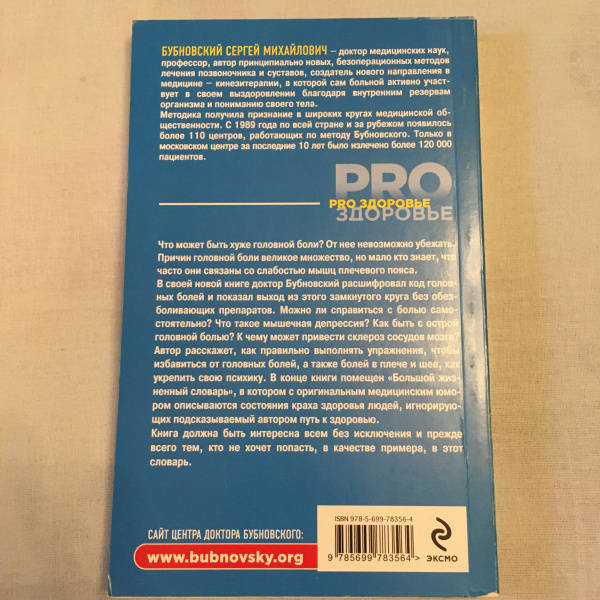 БУБНОВСКИЙ СЕРГЕЙ МИХАЙЛОВИЧ – доктор медицинских наук,
профессор, автор принципиально новых, безоперационных методов
лечения позвоночника и суставов, создатель нового направления в
медицине – кинезитерапии, в которой сам больной активно участ-
вует в своем выздоровлении благодаря внутренним резервам
организма и пониманию своего тела.
Методика получила признание в широких кругах медицинской об-
щественности. С 1989 года по всей стране и за рубежом появилось
более 110 центров, работающих по методу Бубновского. Только в
московском центре за последние 10 лет было излечено более 120 000
пациентов.
PRO
PRO ЗДОРОВЬЕ
ЗДОРОВЬЕ
Что может быть хуже головной боли? От нее невозможно убежать.
Причин головной боли великое множество, но мало кто знает, что
часто они связаны со слабостью мышц плечевого пояса.
В своей новой книге доктор Бубновский расшифровал код голов-
ных болей и показал выход из этого замкнутого круга без обез-
боливающих препаратов. Можно ли справиться с болью само-
стоятельно? Что такое мышечная депрессия? Как быть с острой
головной болью? К чему может привести склероз сосудов мозга?
Автор расскажет, как правильно выполнять упражнения, чтобы
избавиться от головных болей, а также болей в плече и шее, как
укрепить свою психику. В конце книги помещен «Большой жиз-
ненный словарь», в котором с оригинальным медицинским юмо-
ром описываются состояния краха здоровья людей, игнорирую-
щих подсказываемый автором путь к здоровью.
Книга должна быть интересна всем без исключения и прежде
всего тем, кто не хочет попасть, в качестве примера, в этот
словарь.
ISBN 978-5-699-78356-4
9 785699 783564 >
ЭКСМО
САЙТ ЦЕНТРА ДОКТОРА БУБНОВСКОГО:
www.bubnovsky.org